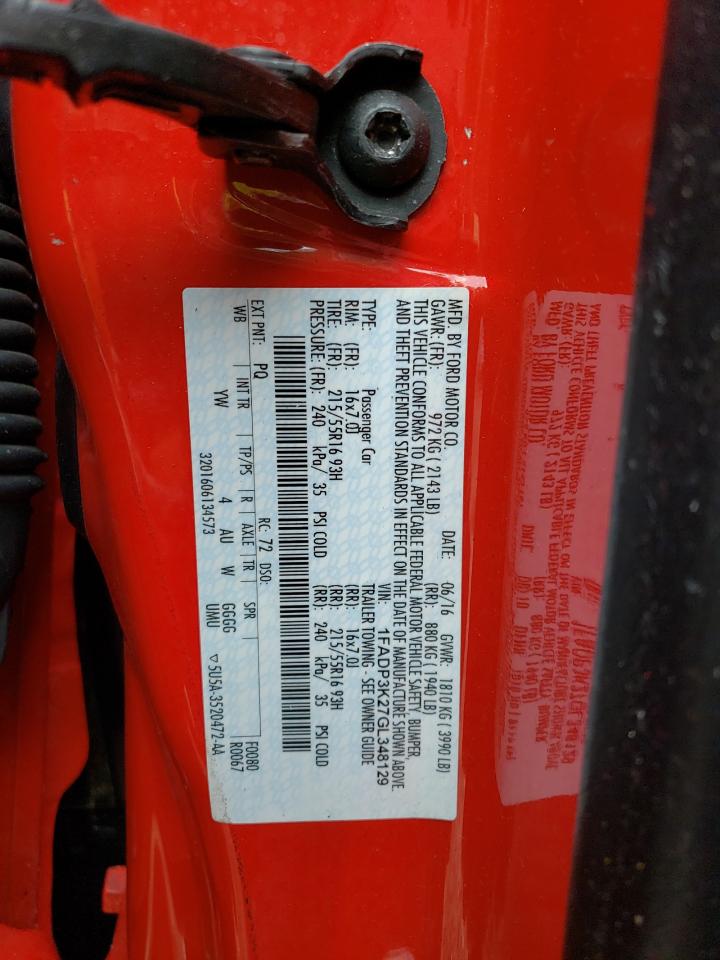 MFD. BY FORD MOTOR CO.
DATE: 06/16 GVWR: 1810 KG ( 3990 LB)
GAWR: (FR): 972 KG ( 2143 LB) (RR): 880 KG ( 1940 LB)
THIS VEHICLE CONFORMS TO ALL APPLICABLE FEDERAL MOTOR VEHICLE SAFETY, BUMPER,
AND THEFT PREVENTION STANDARDS IN EFFECT ON THE DATE OF MANUFACTURE SHOWN ABOVE.
VIN: 1FADP3K27GL348129
TYPE: Passenger Car TRAILER TOWING - SEE OWNER GUIDE
RIM: (FR): 16x7.0J (RR): 16x7.0J
TIRE: (FR): 215/55R16 93H (RR): 215/55R16 93H
PRESSURE: (FR): 240 kPa/ 35 PSI COLD (RR): 240 kPa/ 35 PSI COLD
RC: 72 DSO: F0080
EXT PNT: PQ R0067
WB INT TR TP/PS R AXLE TR SPR
YW 4 AU W GGGG
UMU
3201606134573 ▽ 5U5A-3520472-AA